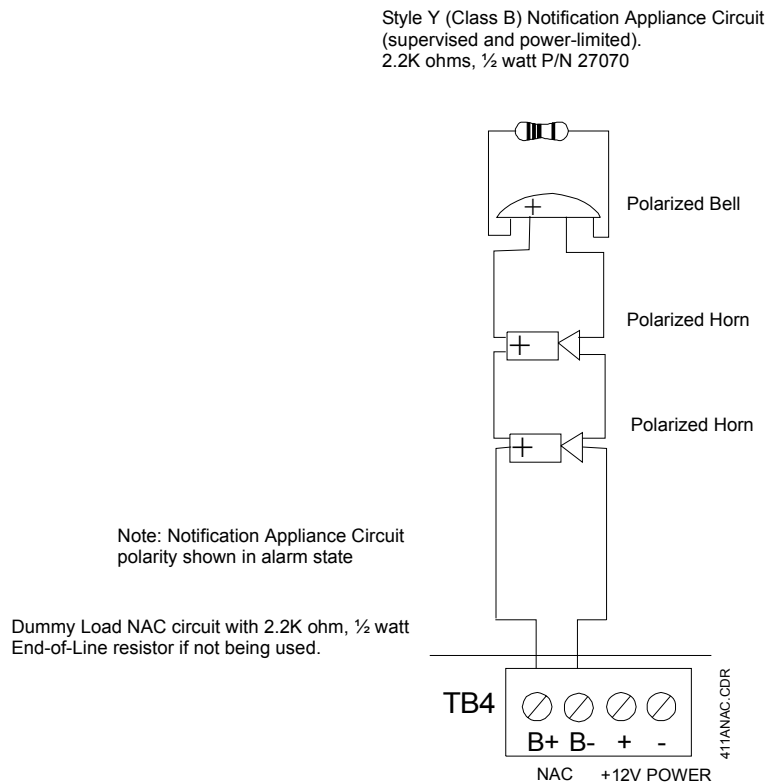 Style Y (Class B) Notification Appliance Circuit
(supervised and power-limited).
2.2K ohms, ½ watt P/N 27070
+
Polarized Bell
+
Polarized Horn
+
Polarized Horn
Note: Notification Appliance Circuit
polarity shown in alarm state
Dummy Load NAC circuit with 2.2K ohm, ½ watt
End-of-Line resistor if not being used.
TB4
B+ B- + -
NAC +12V POWER
411ANAC.CDR